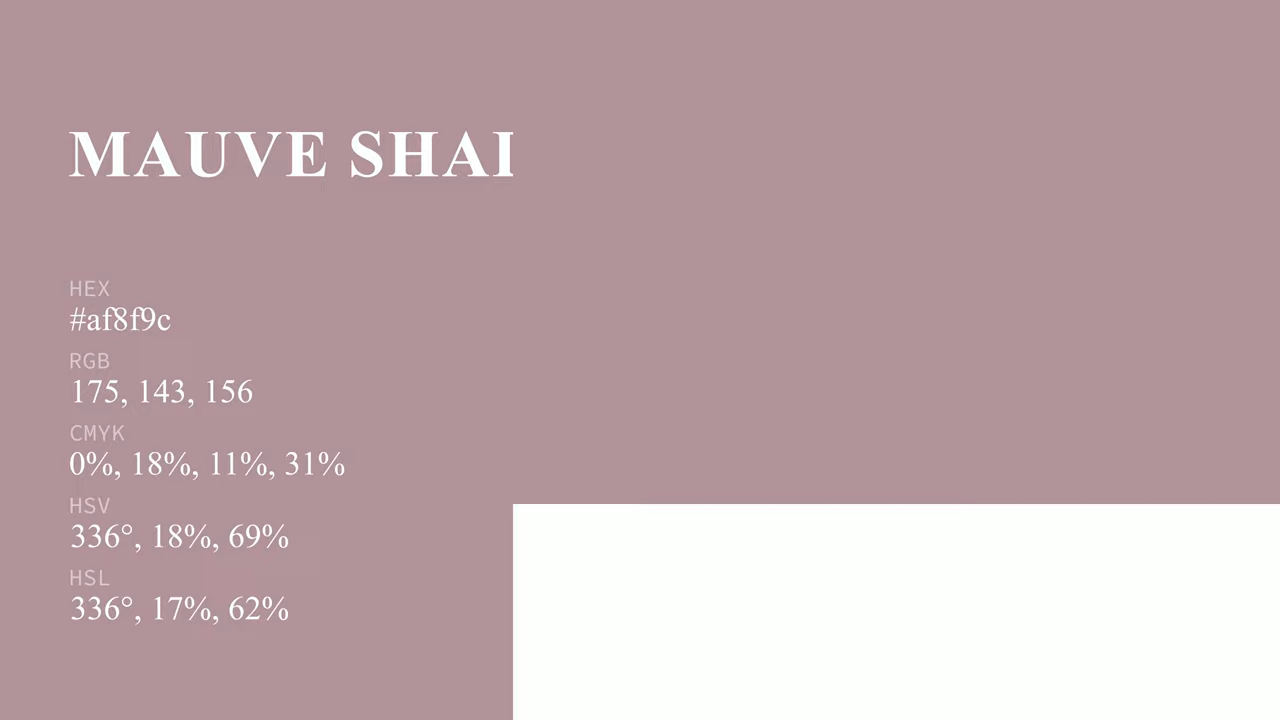 MAUVE SHAI
HEX
#af8f9c
RGB
175, 143, 156
CMYK
0%, 18%, 11%, 31%
HSV
336°, 18%, 69%
HSL
336°, 17%, 62%